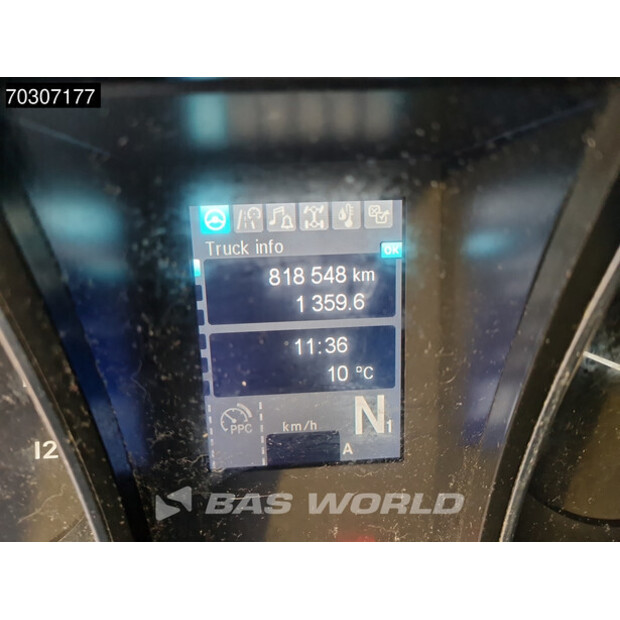 70307177
Truck info
OK
818 548 km
1 359.6
11:36
10 °C
PPC
km/h
N1
A
12
BAS WORLD